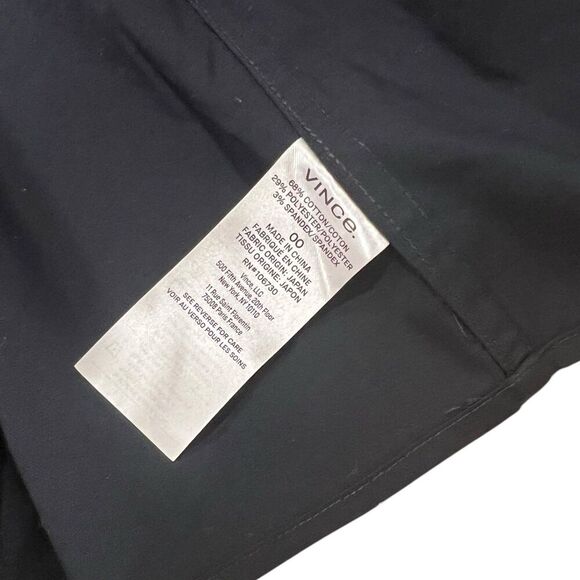 VINCE.
68% COTTON/COTON
29% POLYESTER/POLYESTER
3% SPANDEX/SPANDEX
00
MADE IN CHINA
FABRIQUE EN CHINE
FABRIC ORIGIN: JAPAN
TISSU ORIGINE: JAPON
RN#106730
Vince, LLC
500 Fifth Avenue, 20th Floor
New York, NY 10110
11 Rue Saint Florentin
75008 Paris France
SEE REVERSE FOR CARE
VOIR AU VERSO POUR LES SOINS